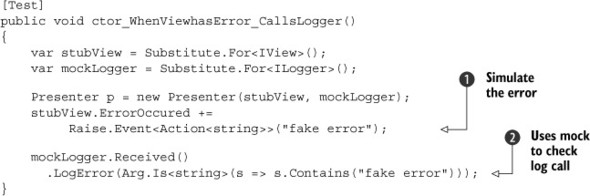 [Test]
public void ctor_WhenViewhasError_CallsLogger()
{
var stubView = Substitute.For<IView>();
var mockLogger = Substitute.For<ILogger>();
Presenter p = new Presenter(stubView, mockLogger);
stubView.ErrorOccured +=
Raise.Event<Action<string>>("fake error");
1 Simulate
the error
mockLogger.Received()
.LogError(Arg.Is<string>(s => s.Contains("fake error")));
2 Uses mock
to check
log call
}